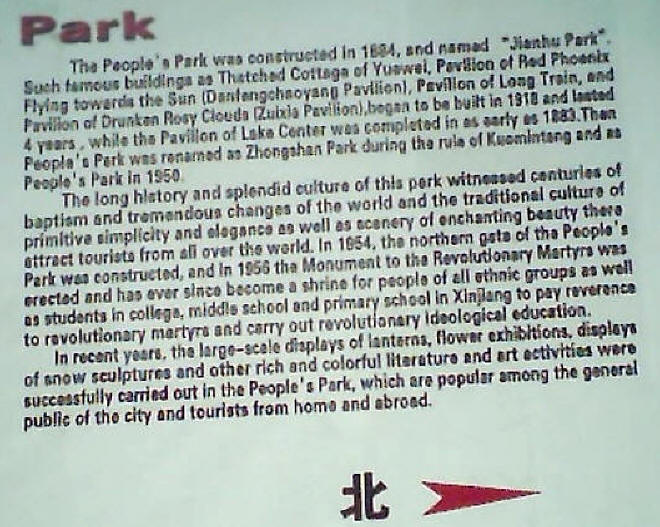 Park
The People's Park was constructed in 1884, and named "Jianhu Park".
Such famous buildings as Thatched Cottage of Yuewei, Pavilion of Red Phoenix
Flying towards the Sun (Danfengchaoyang Pavilion), Pavilion of Long Train, and
Pavilion of Drunken Rosy Clouds (Zuixia Pavilion),began to be built in 1918 and lasted
4 years, while the Pavilion of Lake Center was completed in as early as 1883.Then
People's Park was renamed as Zhongshan Park during the rule of Kuomintang and as
People's Park in 1950.
The long history and splendid culture of this park witnessed centuries of
baptism and tremendous changes of the world and the traditional culture of
primitive simplicity and elegance as well as scenery of enchanting beauty there
attract tourists from all over the world. In 1954, the northern gate of the People's
Park was constructed, and in 1956 the Monument to the Revolutionary Martyrs was
erected and has ever since become a shrine for people of all ethnic groups as well
as students in college, middle school and primary school in Xinjiang to pay reverence
to revolutionary martyrs and carry out revolutionary ideological education.
In recent years, the large-scale displays of lanterns, flower exhibitions, displays
of snow sculptures and other rich and colorful literature and art activities were
successfully carried out in the People's Park, which are popular among the general
public of the city and tourists from home and abroad.
北